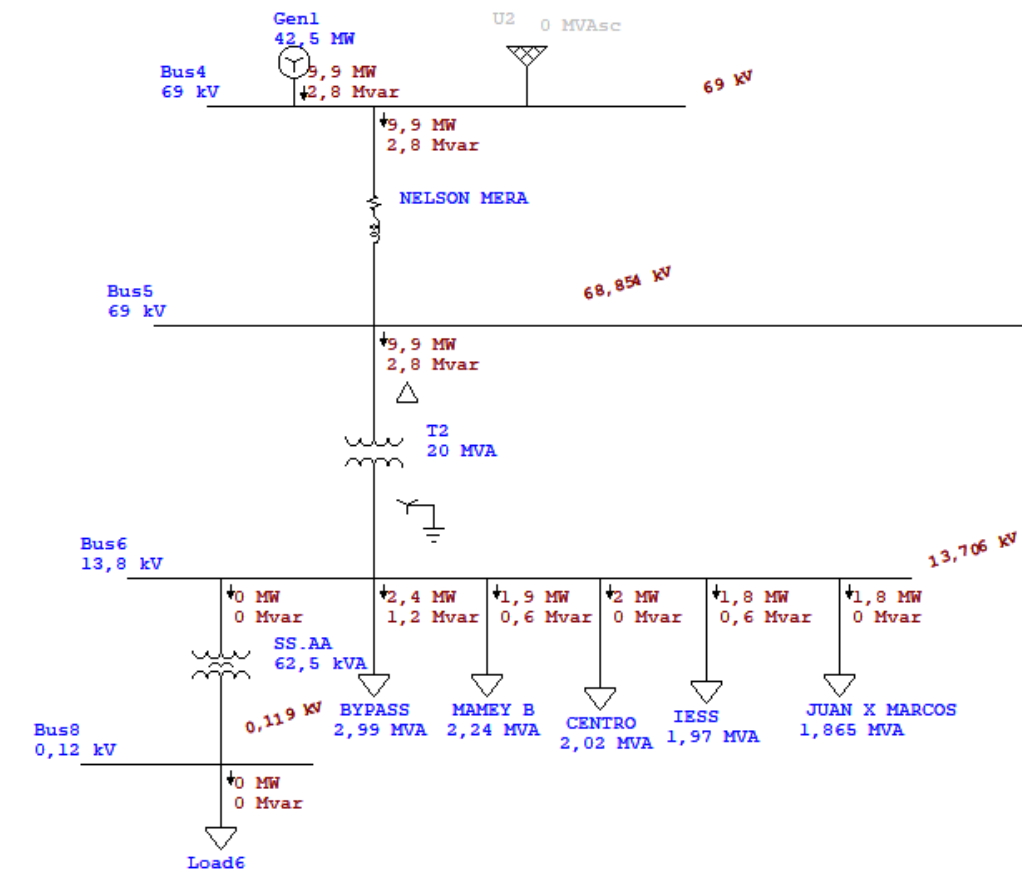 Gen1
42,5 MW
U2
0 MVAsc
9,9 MW
2,8 Mvar
Bus4
69 kV
69 kV
9,9 MW
2,8 Mvar
NELSON MERA
Bus5
69 kV
68,854 kV
9,9 MW
2,8 Mvar
T2
20 MVA
Bus6
13,8 kV
13,706 kV
0 MW
0 Mvar
2,4 MW
1,2 Mvar
1,9 MW
0,6 Mvar
2 MW
0 Mvar
1,8 MW
0,6 Mvar
1,8 MW
0 Mvar
SS.AA
62,5 kVA
BYPASS
2,99 MVA
MAMEY B
2,24 MVA
CENTRO
2,02 MVA
IESS
1,97 MVA
JUAN X MARCOS
1,865 MVA
Bus8
0,12 kV
0,119 kV
0 MW
0 Mvar
Load6